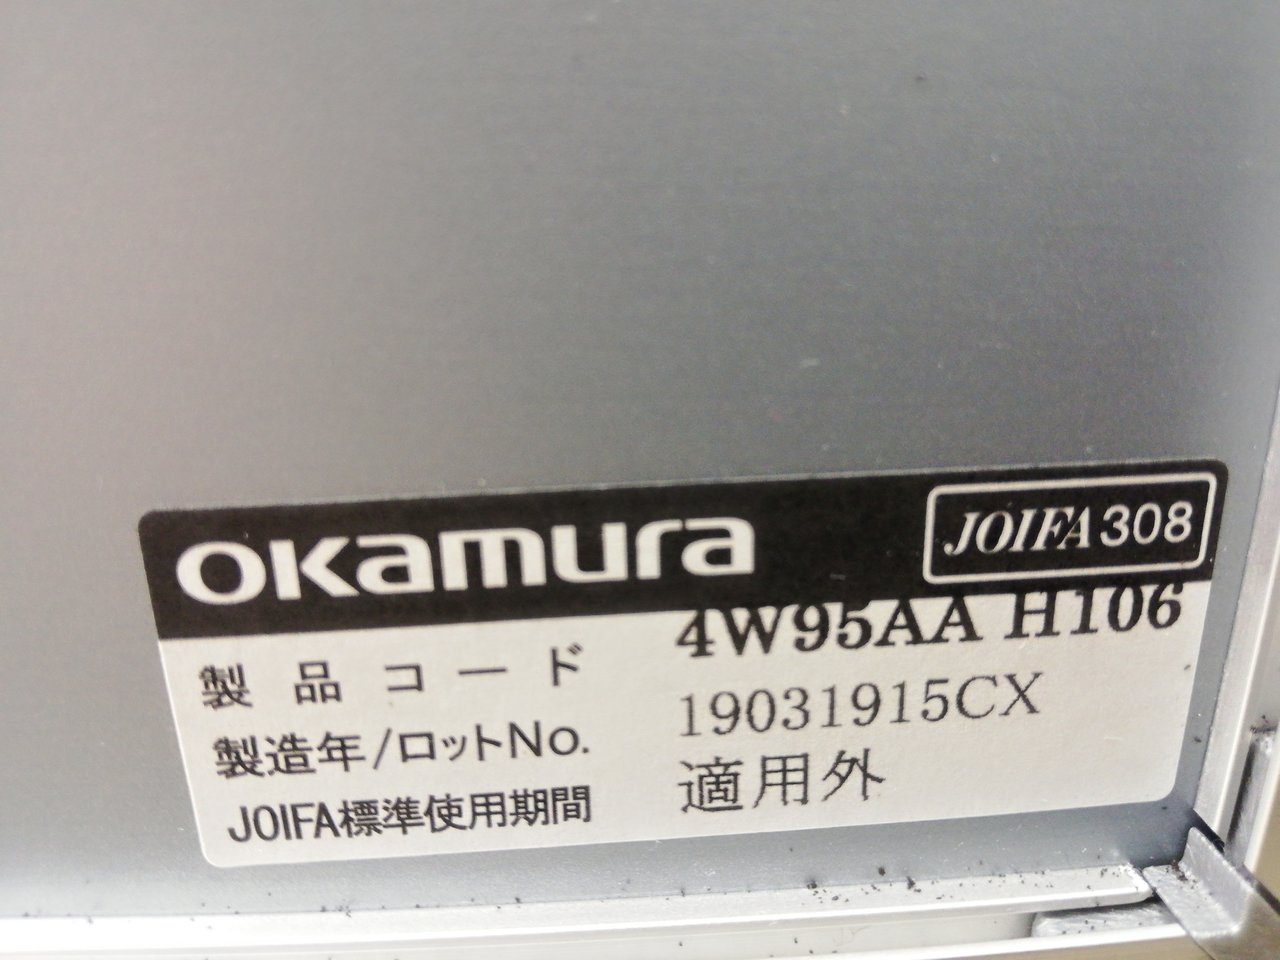 okamura
JOIFA308
製品コード 4W95AA H106
製造年/ロットNo. 19031915CX
JOIFA標準使用期間 適用外